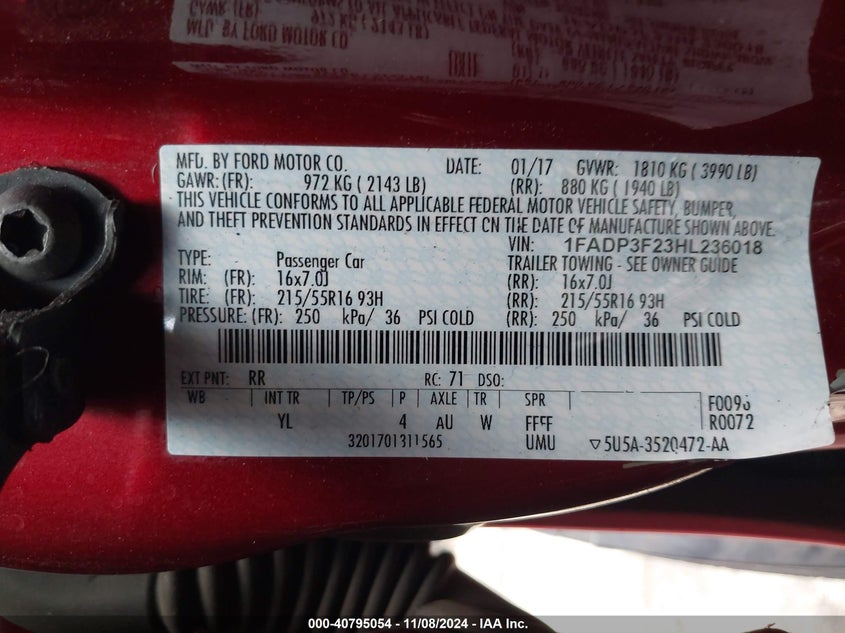 MFD. BY FORD MOTOR CO. DATE: 01/17 GVWR: 1810 KG ( 3990 LB)
GAWR:(FR): 972 KG ( 2143 LB) (RR): 880 KG ( 1940 LB)
THIS VEHICLE CONFORMS TO ALL APPLICABLE FEDERAL MOTOR VEHICLE SAFETY, BUMPER,
AND THEFT PREVENTION STANDARDS IN EFFECT ON THE DATE OF MANUFACTURE SHOWN ABOVE.
VIN: 1FADP3F23HL236018
TYPE: Passenger Car TRAILER TOWING - SEE OWNER GUIDE
RIM: (FR): 16x7.0J (RR): 16x7.0J
TIRE: (FR): 215/55R16 93H (RR): 215/55R16 93H
PRESSURE: (FR): 250 kPa/ 36 PSI COLD (RR): 250 kPa/ 36 PSI COLD
EXT PNT: RR RC: 71 DSO:
WB INT TR TP/PS P AXLE TR SPR F0096
YL 4 AU W FFFF R0072
3201701311565 UMU ▽5U5A-3520472-AA
000-40795054 - 11/08/2024 - IAA Inc.